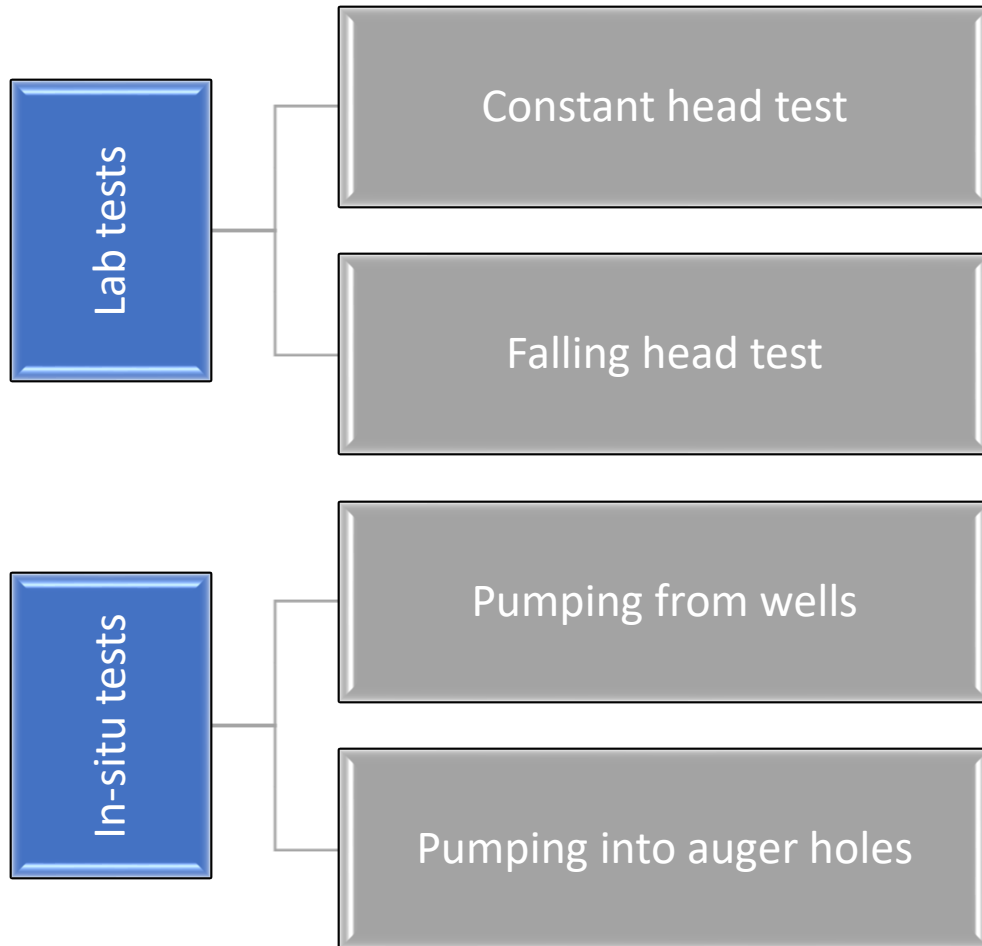 Lab tests
Constant head test
Falling head test
In-situ tests
Pumping from wells
Pumping into auger holes